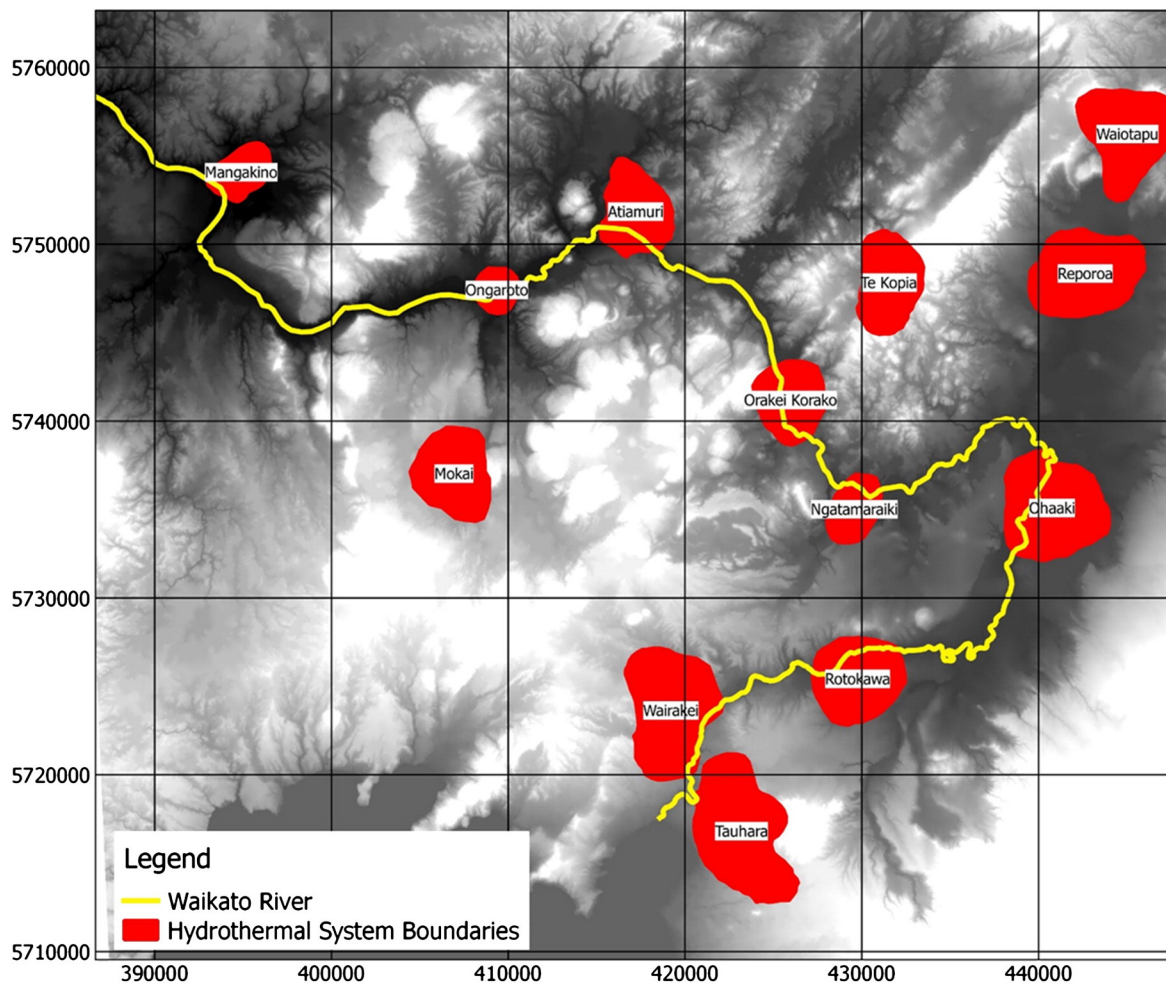 5760000
Waiotapu
Mangakino
Atiamuri
5750000
Te Kopia
Reporoa
Ongaroto
Orakei Korako
5740000
Mokai
Ngatamaraiki
Ohaaki
5730000
Rotokawa
Wairakei
5720000
Tauhara
Legend
Waikato River
Hydrothermal System Boundaries
5710000
390000
400000
410000
420000
430000
440000